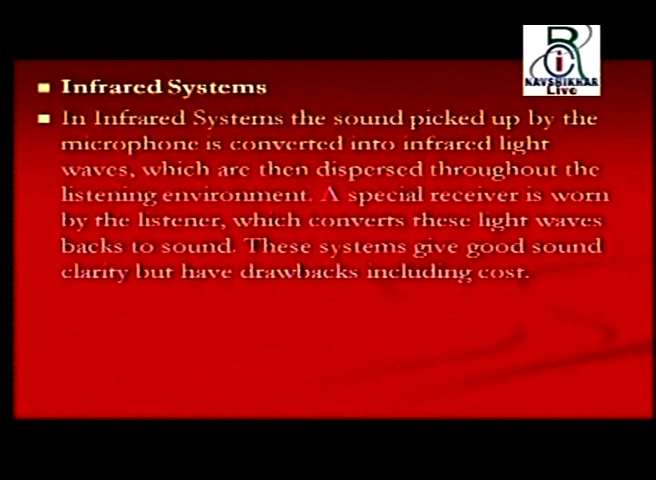 RCi
NAVSHIKHAR
Live
Infrared Systems
In Infrared Systems the sound picked up by the
microphone is converted into infrared light
waves, which are then dispersed throughout the
listening environment. A special receiver is worn
by the listener, which converts these light waves
backs to sound. These systems give good sound
clarity but have drawbacks including cost.